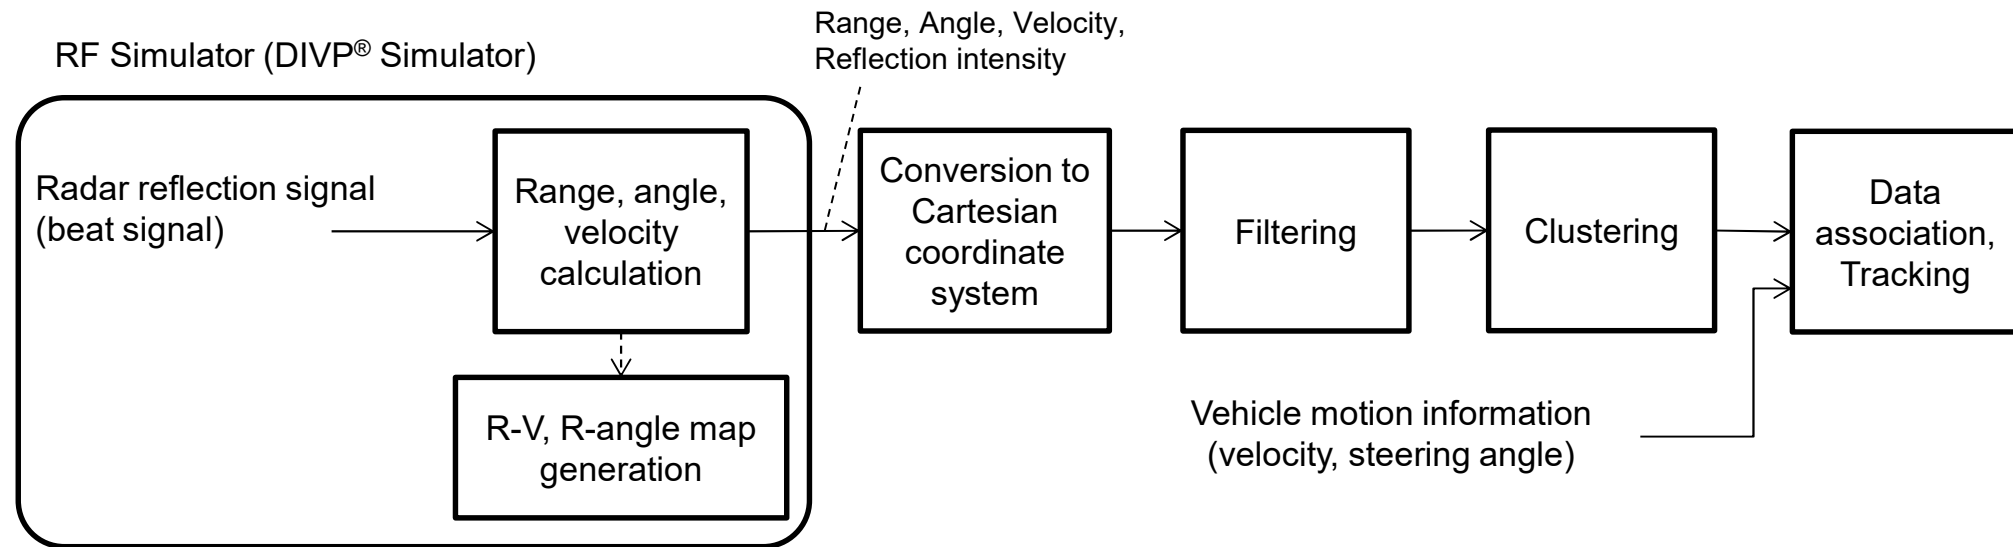 Range, Angle, Velocity,
Reflection intensity
RF Simulator (DIVP® Simulator)
Radar reflection signal
(beat signal)
Range, angle,
velocity
calculation
Conversion to
Cartesian
coordinate
system
Filtering
Clustering
Data
association,
Tracking
R-V, R-angle map
generation
Vehicle motion information
(velocity, steering angle)